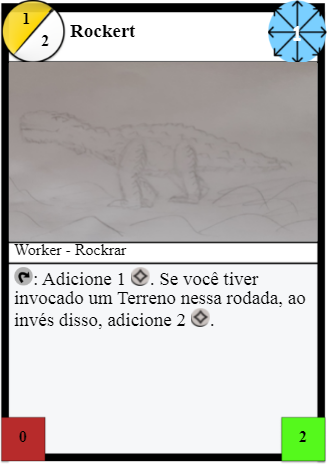 1
2
Rockert
1
Worker - Rockrar
: Adicione 1 . Se você tiver
invocado um Terreno nessa rodada, ao
invés disso, adicione 2 .
0
2